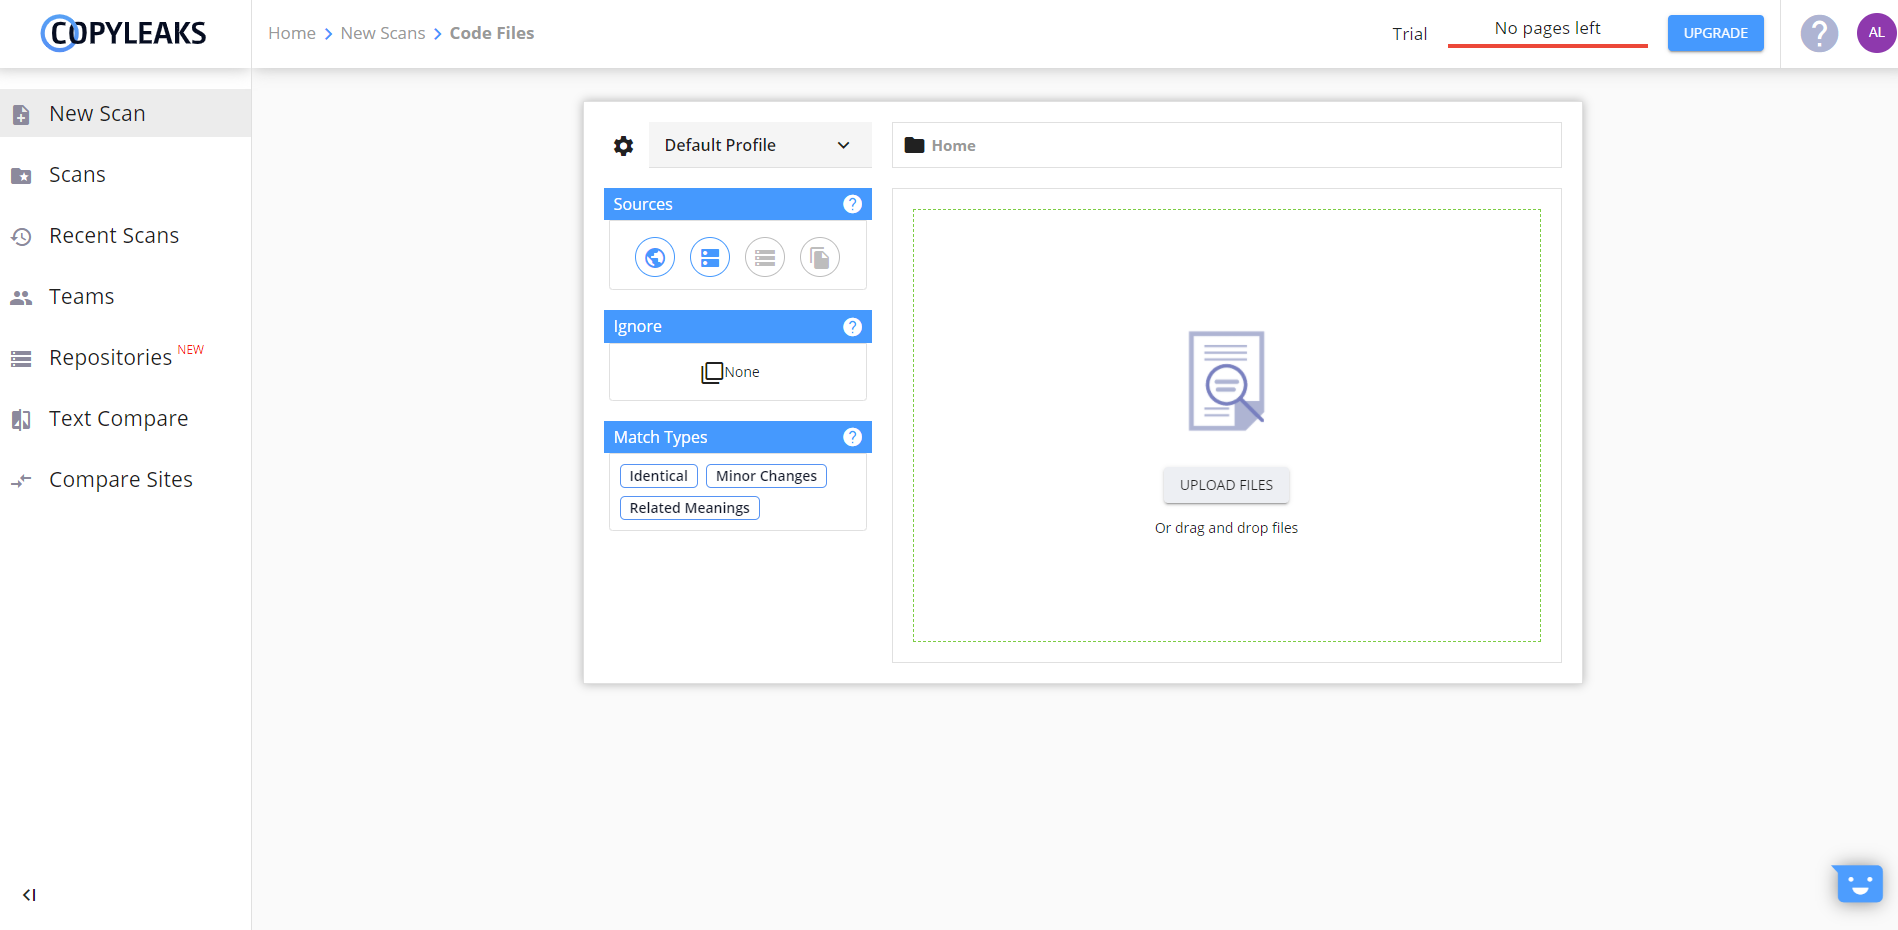 COPYLEAKS
Home > New Scans > Code Files
Trial
No pages left
UPGRADE
?
AL
New Scan
Scans
Recent Scans
Teams
Repositories NEW
Text Compare
Compare Sites
Default Profile
Home
Sources ?
Ignore ?
None
Match Types ?
Identical Minor Changes
Related Meanings
UPLOAD FILES
Or drag and drop files